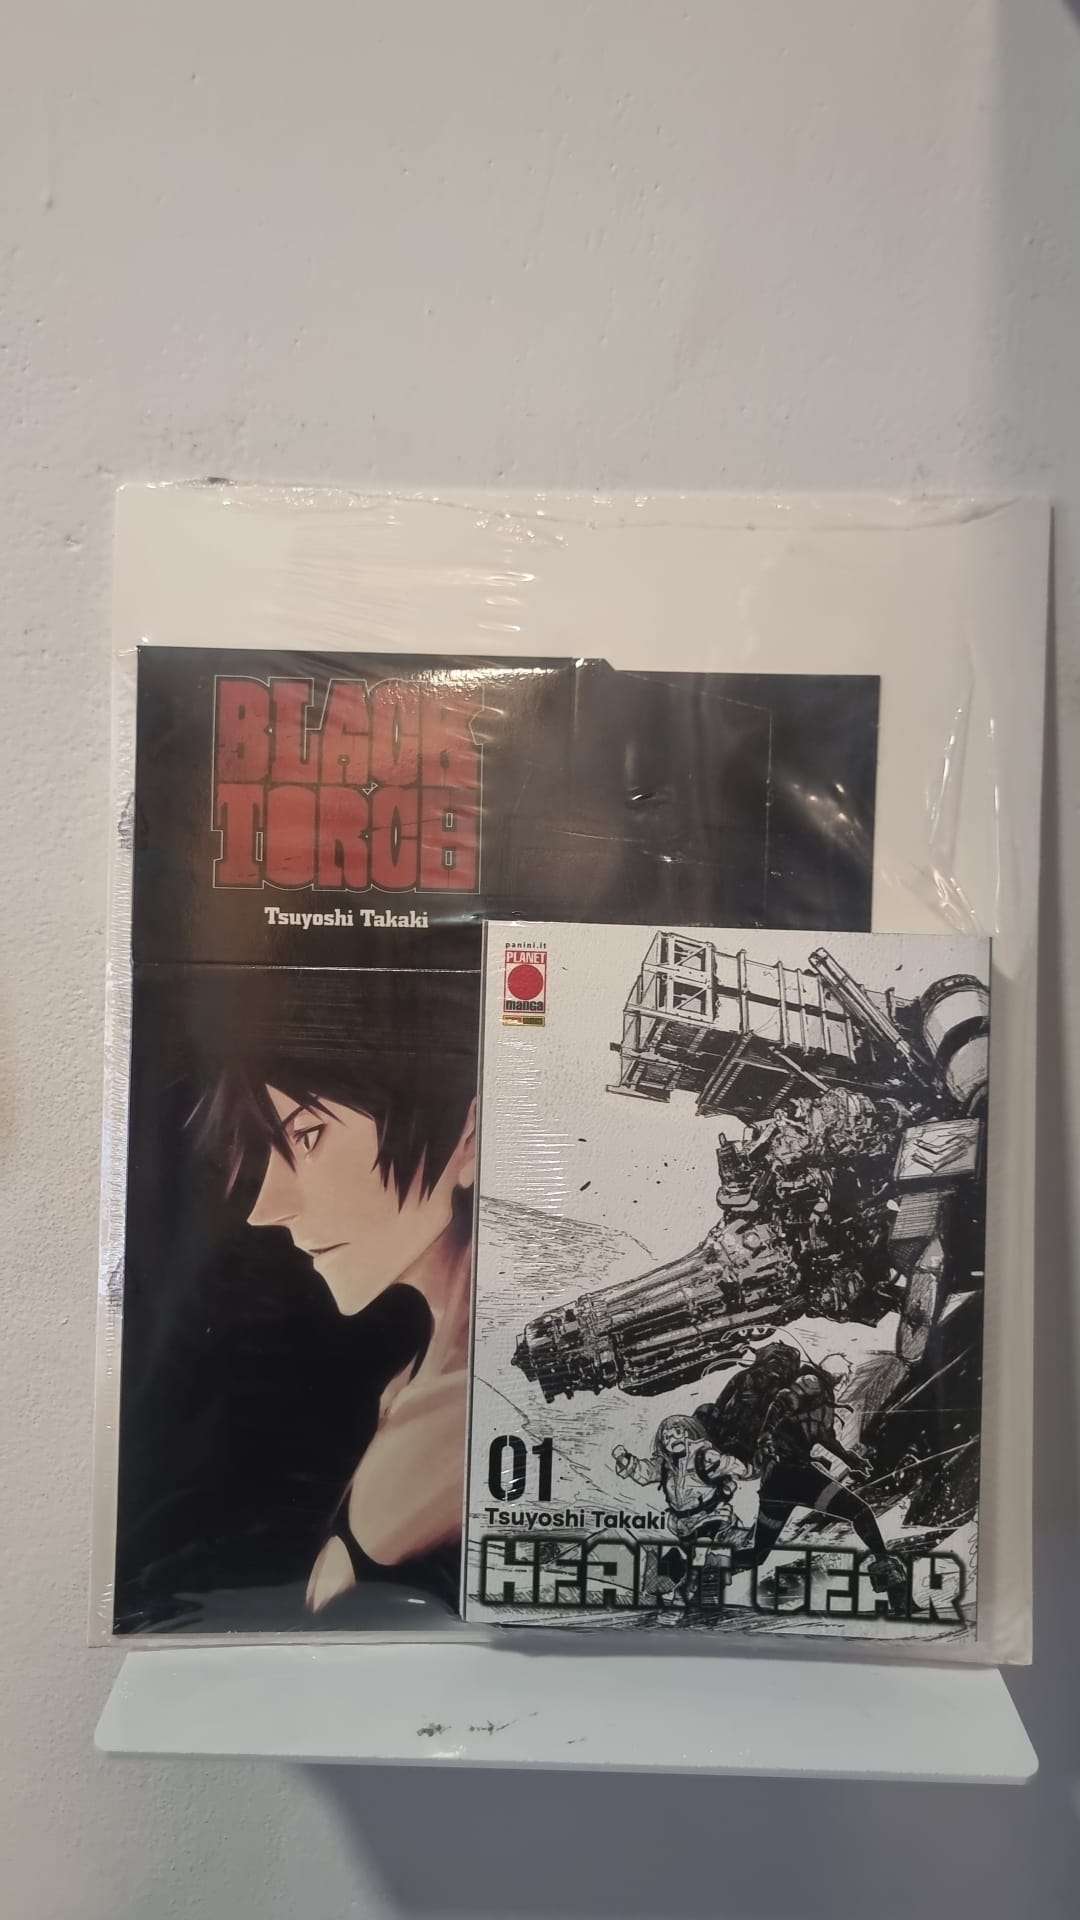 BLACK
TORCH
Tsuyoshi Takaki
panini.it
PLANET
manga
01
Tsuyoshi Takaki
HEART GEAR